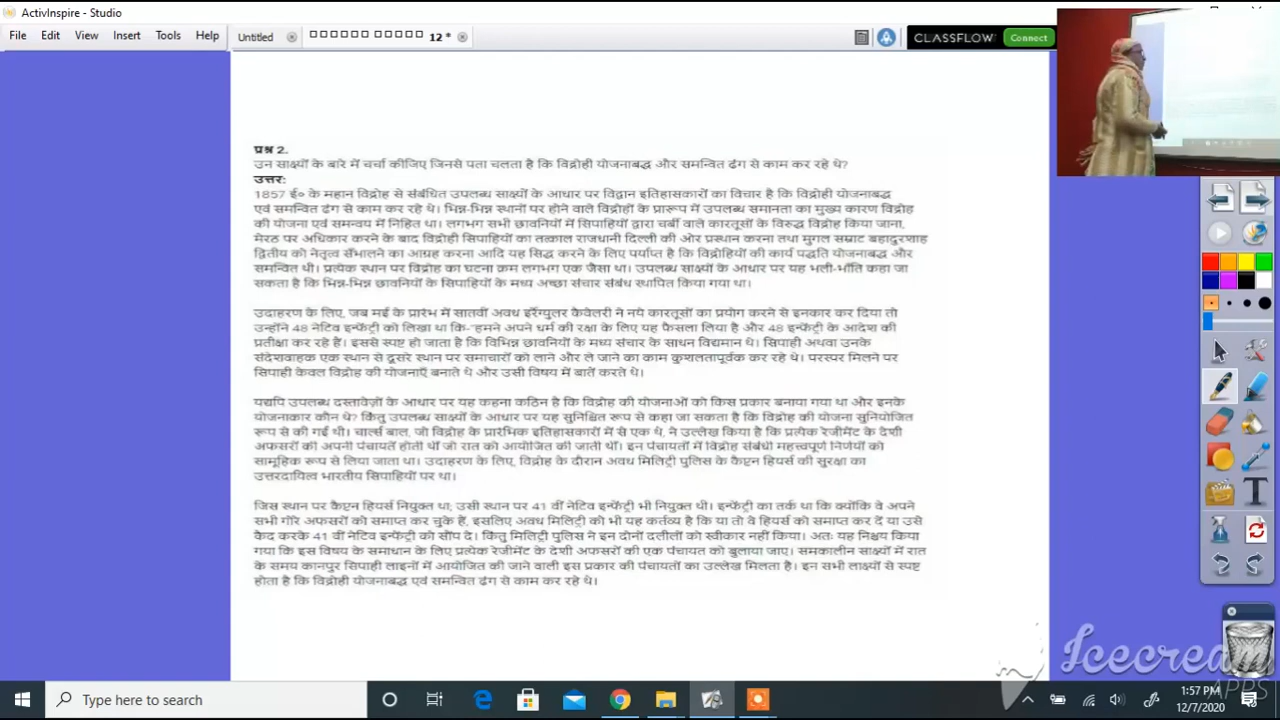 ActivInspire - Studio
File Edit View Insert Tools Help
Untitled
12 *
CLASSFLOW
Connect
प्रश्न 2.
उन साक्ष्यों के बारे में चर्चा कीजिए जिनसे पता चलता है कि विद्रोही योजनाबद्ध और समन्वित ढंग से काम कर रहे थे?
उत्तर:
1857 ई० के महान विद्रोह से संबंधित उपलब्ध साक्ष्यों के आधार पर विद्वान इतिहासकारों का विचार है कि विद्रोही योजनाबद्ध
एवं समन्वित ढंग से काम कर रहे थे। भिन्न-भिन्न स्थानों पर होने वाले विद्रोहों के प्रारूप में उपलब्ध समानता का मुख्य कारण विद्रोह
की योजना एवं समन्वय में निहित था। लगभग सभी छावनियों में सिपाहियों द्वारा चर्बी वाले कारतूसों के विरुद्ध विद्रोह किया जाना,
मेरठ पर अधिकार करने के बाद विद्रोही सिपाहियों का तत्काल राजधानी दिल्ली की ओर प्रस्थान करना तथा मुगल सम्राट बहादुरशाह
द्वितीय को नेतृत्व सँभालने का आग्रह करना आदि यह सिद्ध करने के लिए पर्याप्त है कि विद्रोहियों की कार्य पद्धति योजनाबद्ध और
समन्वित थी। प्रत्येक स्थान पर विद्रोह का घटना क्रम लगभग एक जैसा था। उपलब्ध साक्ष्यों के आधार पर यह भली-भाँति कहा जा
सकता है कि भिन्न-भिन्न छावनियों के सिपाहियों के मध्य अच्छा संचार संबंध स्थापित किया गया था।
उदाहरण के लिए, जब मई के प्रारंभ में सातवीं अवध इर्रेग्युलर कैवेलरी ने नये कारतूसों का प्रयोग करने से इनकार कर दिया तो
उन्होंने 48 नेटिव इन्फेंट्री को लिखा था कि-"हमने अपने धर्म की रक्षा के लिए यह फैसला लिया है और 48 इन्फेंट्री के आदेश की
प्रतीक्षा कर रहे हैं। इससे स्पष्ट हो जाता है कि विभिन्न छावनियों के मध्य संचार के साधन विद्यमान थे। सिपाही अथवा उनके
संदेशवाहक एक स्थान से दूसरे स्थान पर समाचारों को लाने और ले जाने का काम कुशलतापूर्वक कर रहे थे। परस्पर मिलने पर
सिपाही केवल विद्रोह की योजनाएँ बनाते थे और उसी विषय में बातें करते थे।
यद्यपि उपलब्ध दस्तावेज़ों के आधार पर यह कहना कठिन है कि विद्रोह की योजनाओं को किस प्रकार बनाया गया था और इनके
योजनाकार कौन थे? किंतु उपलब्ध साक्ष्यों के आधार पर यह सुनिश्चित रूप से कहा जा सकता है कि विद्रोह की योजना सुनियोजित
रूप से की गई थी। चार्ल्स बाल, जो विद्रोह के प्रारंभिक इतिहासकारों में से एक थे, ने उल्लेख किया है कि प्रत्येक रेजीमेंट के देशी
अफसरों की अपनी पंचायतें होती थीं जो रात को आयोजित की जाती थीं। इन पंचायतों में विद्रोह संबंधी महत्त्वपूर्ण निर्णयों को
सामूहिक रूप से लिया जाता था। उदाहरण के लिए, विद्रोह के दौरान अवध मिलिट्री पुलिस के कैप्टन हियर्स की सुरक्षा का
उत्तरदायित्व भारतीय सिपाहियों पर था।
जिस स्थान पर कैप्टन हियर्स नियुक्त था, उसी स्थान पर 41 वीं नेटिव इन्फेंट्री भी नियुक्त थी। इन्फेंट्री का तर्क था कि क्योंकि वे अपने
सभी गोरे अफसरों को समाप्त कर चुके हैं, इसलिए अवध मिलिट्री को भी यह कर्तव्य है कि या तो वे हियर्स को समाप्त कर दें या उसे
कैद करके 41 वीं नेटिव इन्फेंट्री को सौंप दे। किंतु मिलिट्री पुलिस ने इन दोनों दलीलों को स्वीकार नहीं किया। अतः यह निश्चय किया
गया कि इस विषय के समाधान के लिए प्रत्येक रेजीमेंट के देशी अफसरों की एक पंचायत को बुलाया जाए। समकालीन साक्ष्यों में रात
के समय कानपुर सिपाही लाइनों में आयोजित की जाने वाली इस प्रकार की पंचायतों का उल्लेख मिलता है। इन सभी लाक्ष्यों से स्पष्ट
होता है कि विद्रोही योजनाबद्ध एवं समन्वित ढंग से काम कर रहे थे।
Icecream
APPS
Type here to search
1:57 PM
12/7/2020